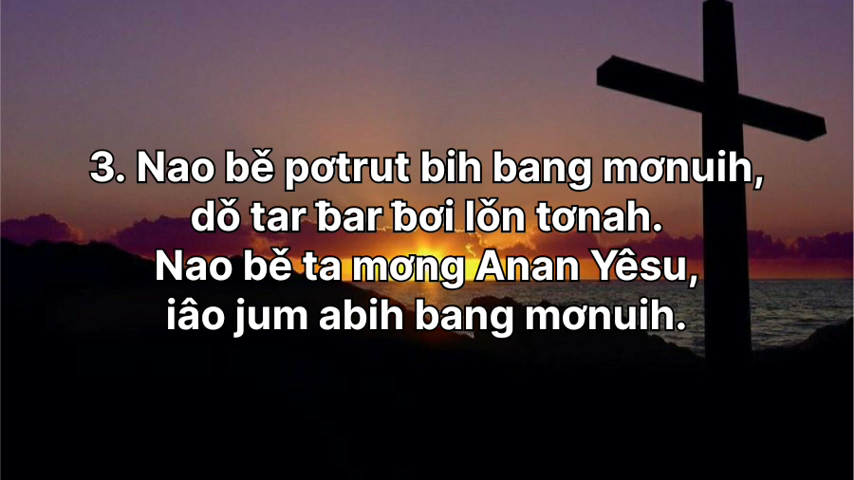 3. Nao bĕ pơtrut bih bang mơnuih,
dŏ tar ƀar ƀơi lŏn tơnah.
Nao bĕ ta mơng Anan Yêsu,
iâo jum abih bang mơnuih.